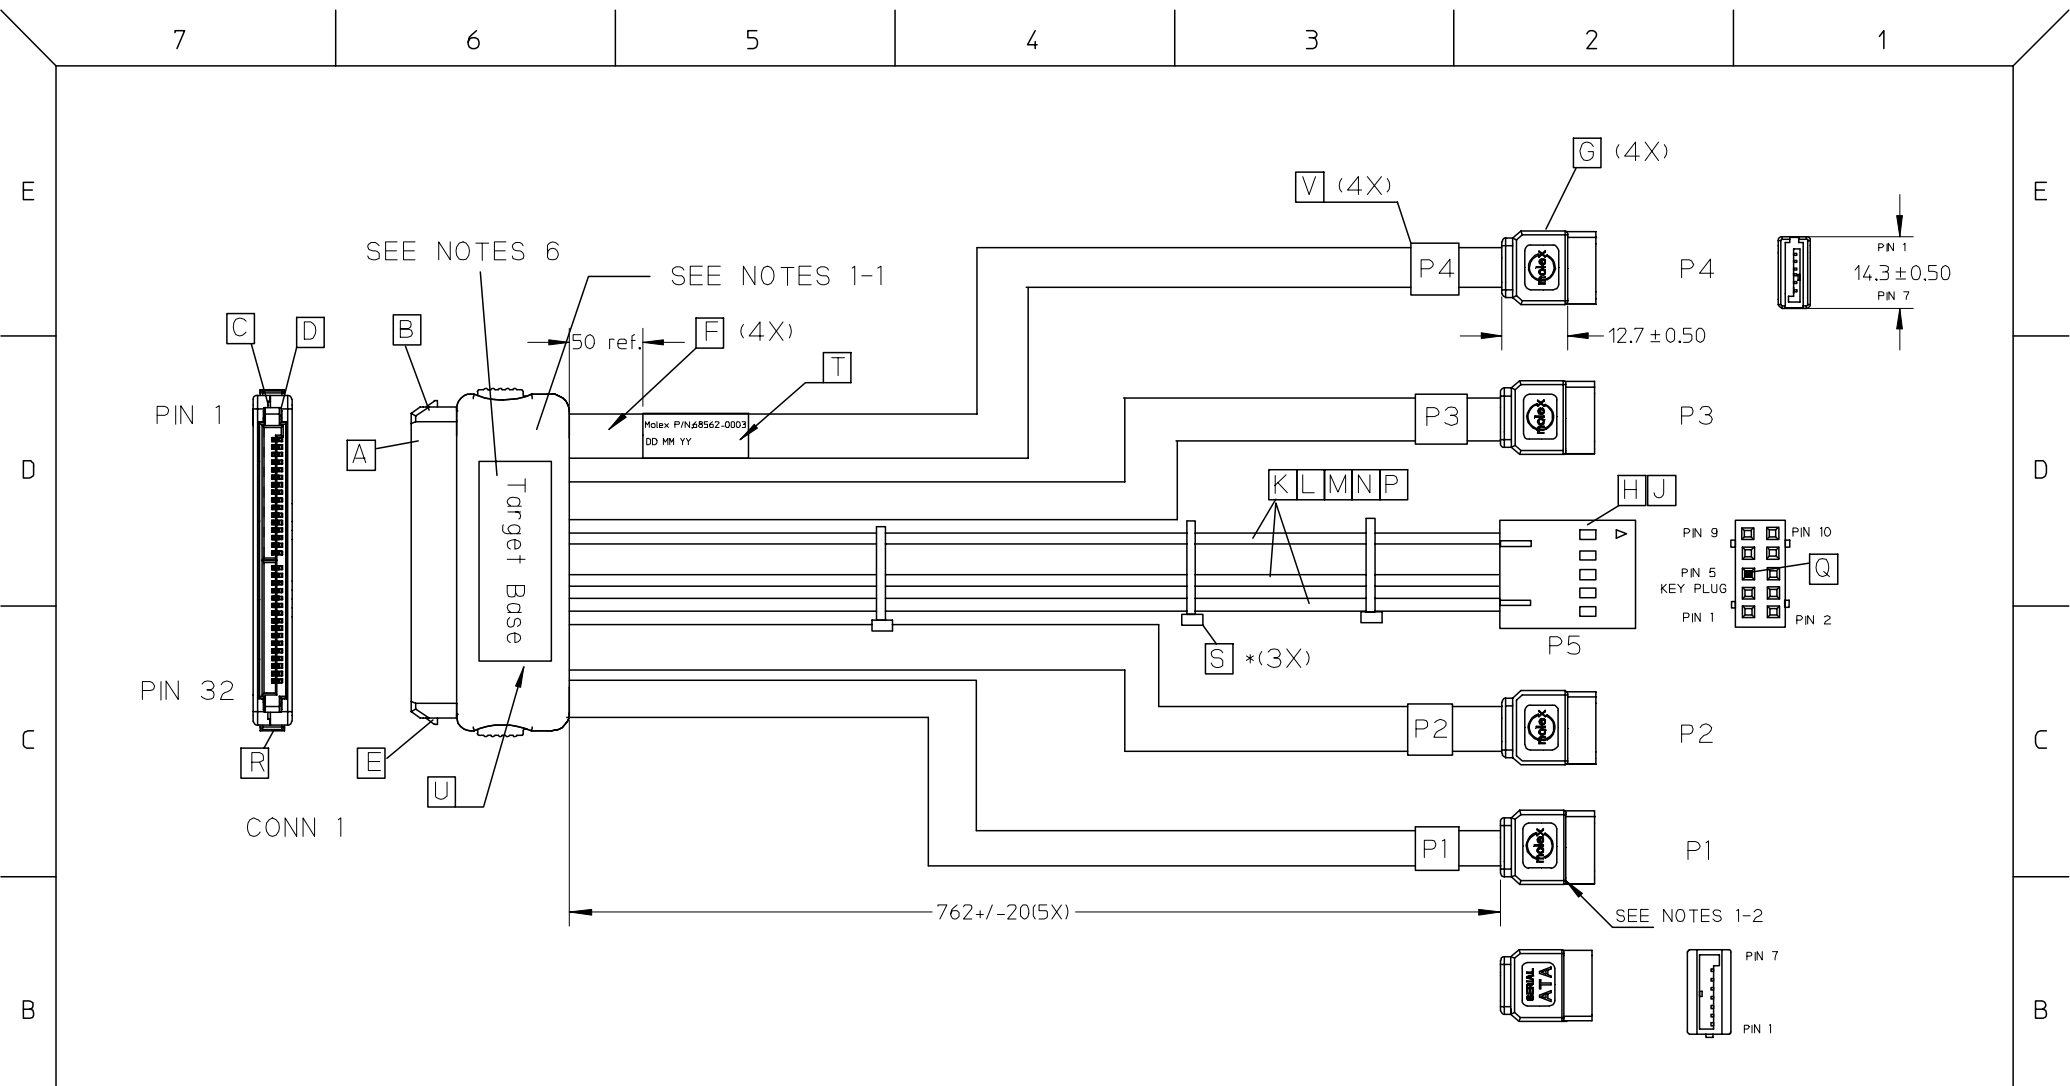 7 6 5 4 3 2 1
E E
G (4X)
V (4X)
SEE NOTES 6
SEE NOTES 1-1
P4 molex P4
PIN 1
14.3±0.50
PIN 7
C D B
50 ref. F (4X)
12.7±0.50
T
PIN 1
Molex P/N:68562-0003
DD MM YY
P3 molex P3
A
D D
K L M N P
H J
Target Base
PIN 9 PIN 10
PIN 5
KEY PLUG
Q
PIN 1 PIN 2
P5
S *(3X)
PIN 32
C C
P2 molex P2
R E
U
CONN 1
P1 molex P1
762+/-20(5X)
SEE NOTES 1-2
SERIAL
ATA
PIN 7
PIN 1
B B